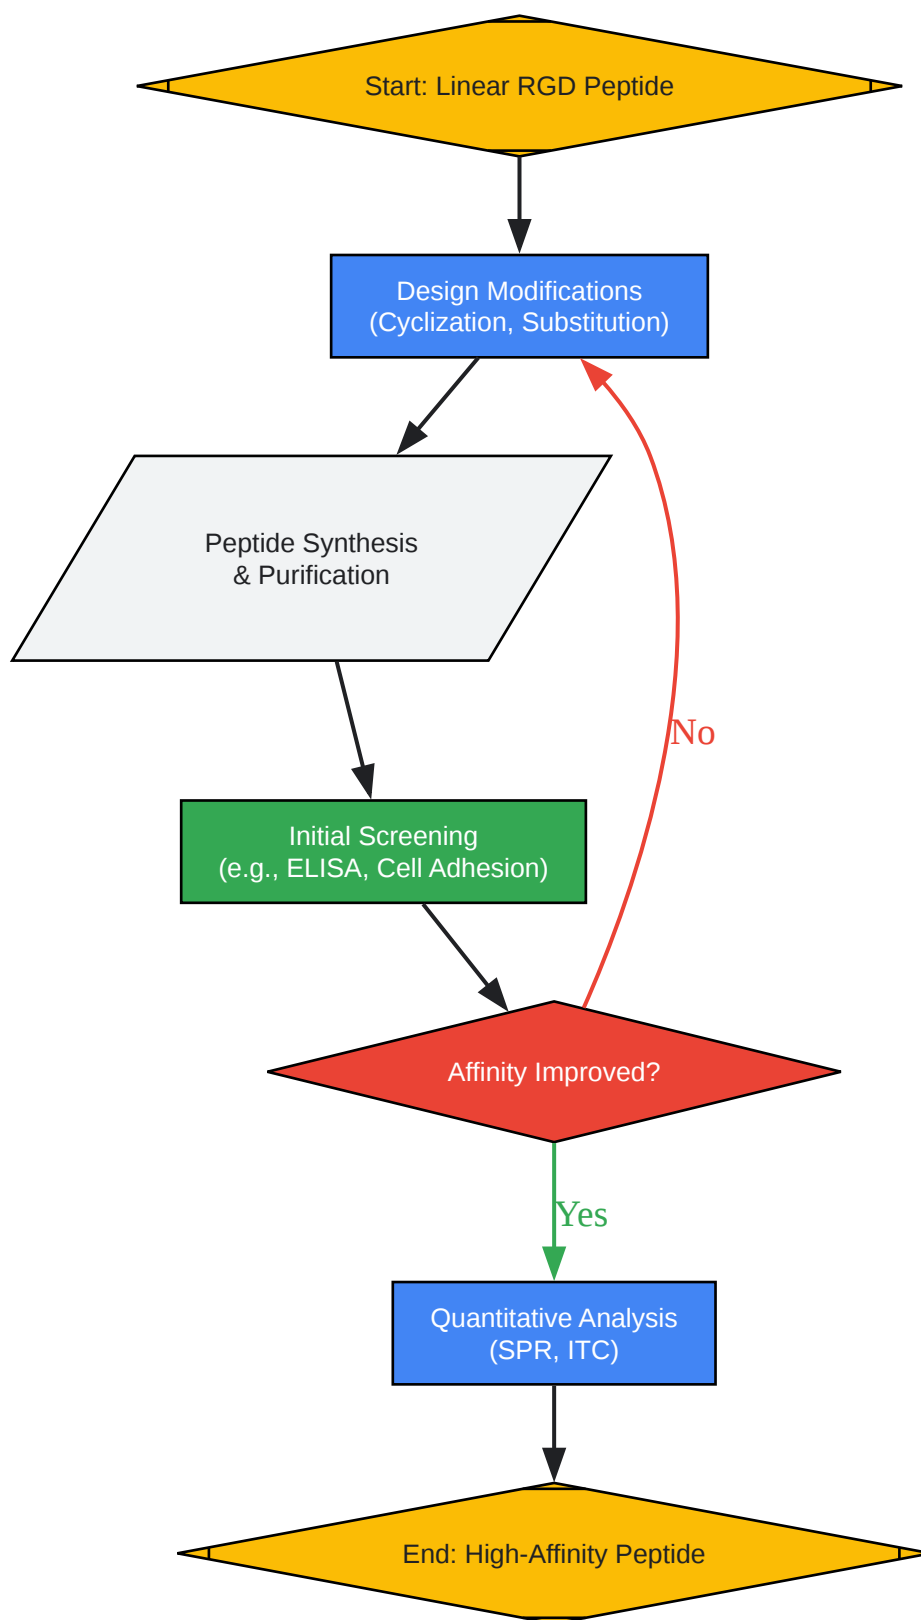 Start: Linear RGD Peptide
Design Modifications
(Cyclization, Substitution)
Peptide Synthesis
& Purification
No
Initial Screening
(e.g., ELISA, Cell Adhesion)
Affinity Improved?
Yes
Quantitative Analysis
(SPR, ITC)
End: High-Affinity Peptide